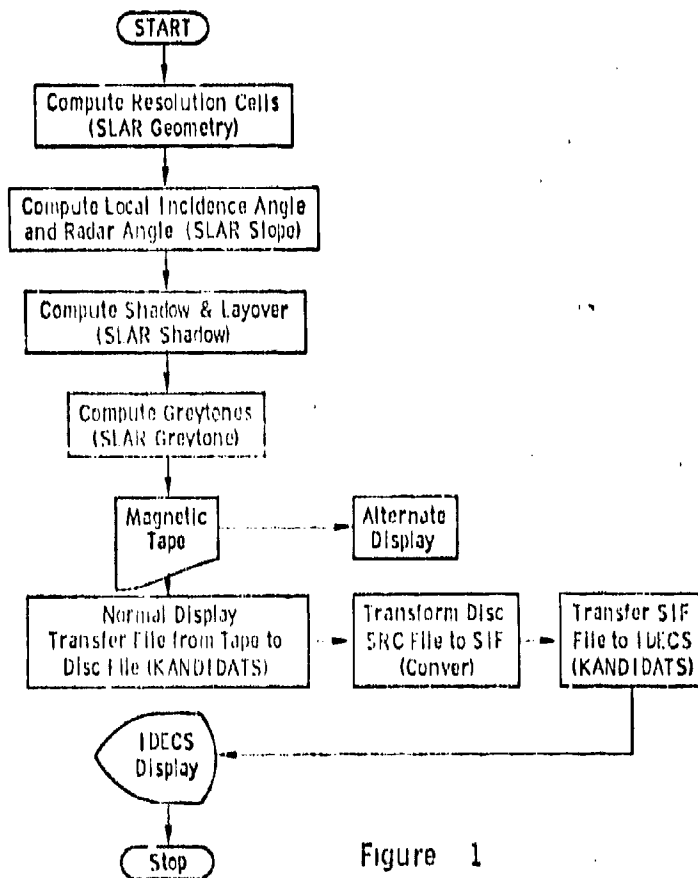 START
Compute Resolution Cells
(SLAR Geometry)
Compute Local Incidence Angle
and Radar Angle (SLAR Slope)
Compute Shadow & Layover
(SLAR Shadow)
Compute Greytones
(SLAR Greytone)
Magnetic
Tape
Alternate
Display
Normal Display
Transfer File from Tape to
Disc File (KANDIDATS)
Transform Disc
SRC File to SIF
(Conver)
Transfer SIF
File to IDECS
(KANDIDATS)
IDECS
Display
Stop
Figure 1